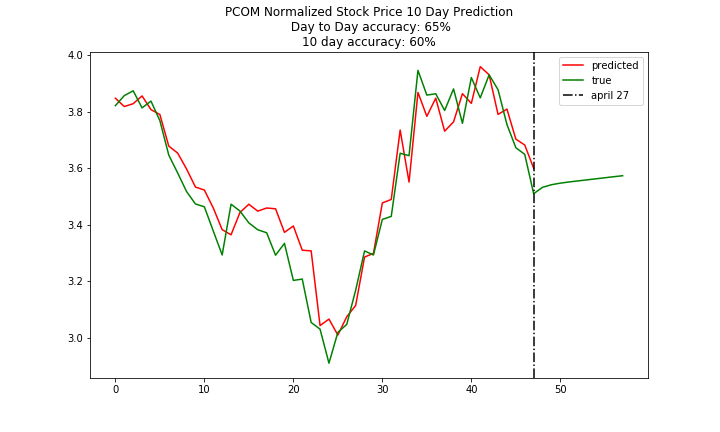 PCOM Normalized Stock Price 10 Day Prediction
Day to Day accuracy: 65%
10 day accuracy: 60%
predicted
true
april 27
4.0
3.8
3.6
3.4
3.2
3.0
0 10 20 30 40 50